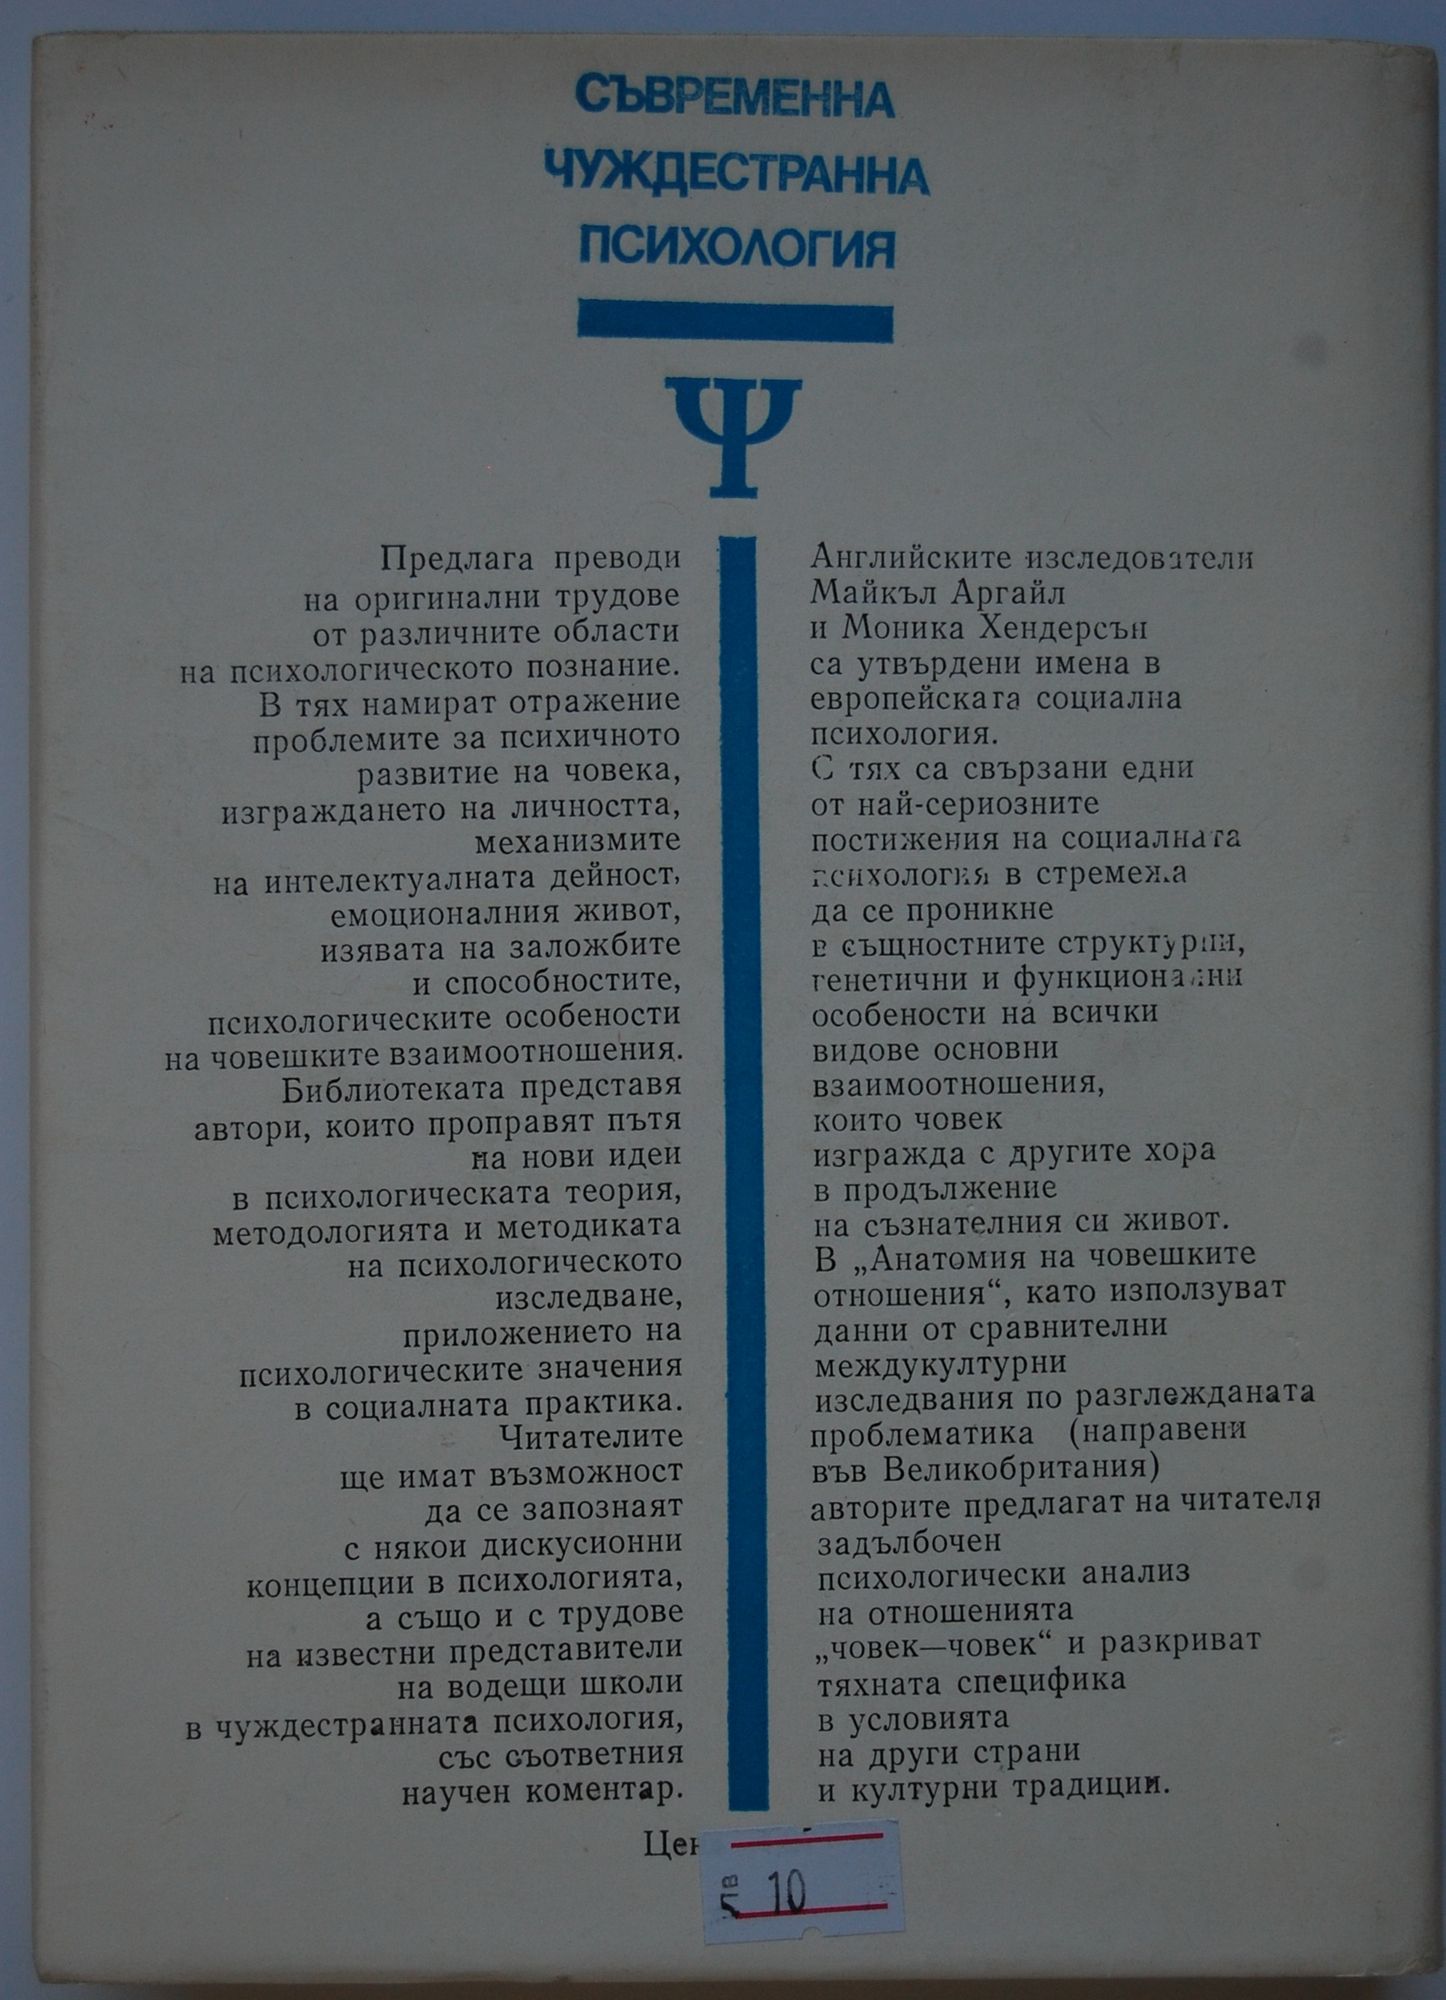 СЪВРЕМЕННА
ЧУЖДЕСТРАННА
ПСИХОЛОГИЯ
Ψ
Предлага преводи
на оригинални трудове
от различните области
на психологическото познание.
В тях намират отражение
проблемите за психичното
развитие на човека,
изграждането на личността,
механизмите
на интелектуалната дейност,
емоционалния живот,
изявата на заложбите
и способностите,
психологическите особености
на човешките взаимоотношения.
Библиотеката представя
автори, които проправят пътя
на нови идеи
в психологическата теория,
методологията и методиката
на психологическото
изследване,
приложението на
психологическите значения
в социалната практика.
Читателите
ще имат възможност
да се запознаят
с някои дискусионни
концепции в психологията,
а също и с трудове
на известни представители
на водещи школи
в чуждестранната психология,
със съответния
научен коментар.
Английските изследователи
Майкъл Аргайл
и Моника Хендерсън
са утвърдени имена в
европейската социална
психология.
С тях са свързани едни
от най-сериозните
постижения на социалната
психология в стремежа
да се проникне
в същностните структурни,
генетични и функционални
особености на всички
видове основни
взаимоотношения,
които човек
изгражда с другите хора
в продължение
на съзнателния си живот.
В „Анатомия на човешките
отношения“, като използуват
данни от сравнителни
междукултурни
изследвания по разглежданата
проблематика (направени
във Великобритания)
авторите предлагат на читателя
задълбочен
психологически анализ
на отношенията
„човек—човек“ и разкриват
тяхната специфика
в условията
на други страни
и културни традиции.
лв 10